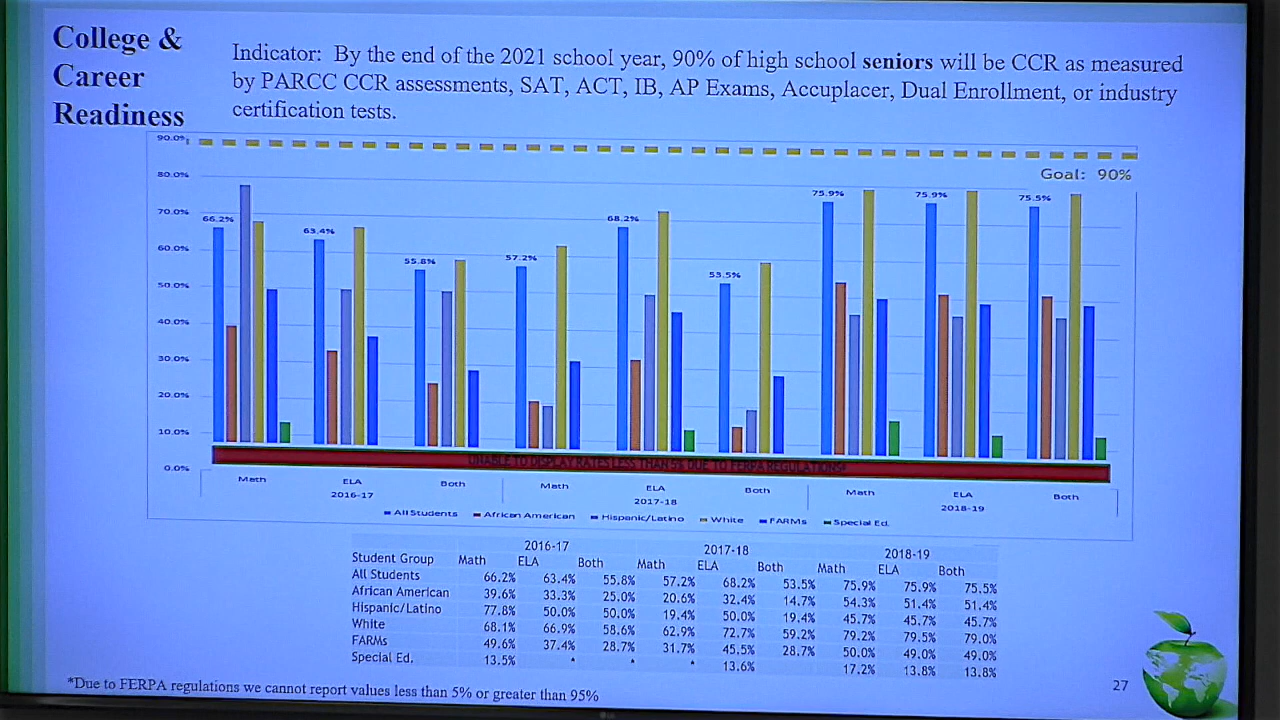 College &
Career
Readiness
Indicator: By the end of the 2021 school year, 90% of high school seniors will be CCR as measured
by PARCC CCR assessments, SAT, ACT, IB, AP Exams, Accuplacer, Dual Enrollment, or industry
certification tests.
90.0%
80.0%
70.0%
60.0%
50.0%
40.0%
30.0%
20.0%
10.0%
0.0%
Goal: 90%
66.2%
63.4%
55.8%
57.2%
68.2%
53.5%
75.9%
75.9%
75.5%
UNABLE TO DISPLAY RATES LESS THAN 5% DUE TO FERPA REGULATIONS!
Math ELA Both Math ELA Both Math ELA Both
2016-17 2017-18 2018-19
All Students African American Hispanic/Latino White FARMs Special Ed.
2016-17 2017-18 2018-19
Student Group Math ELA Both Math ELA Both Math ELA Both
All Students 66.2% 63.4% 55.8% 57.2% 68.2% 53.5% 75.9% 75.9% 75.5%
African American 39.6% 33.3% 25.0% 20.6% 32.4% 14.7% 54.3% 51.4% 51.4%
Hispanic/Latino 77.8% 50.0% 50.0% 19.4% 50.0% 19.4% 45.7% 45.7% 45.7%
White 68.1% 66.9% 58.6% 62.9% 72.7% 59.2% 79.2% 79.5% 79.0%
FARMs 49.6% 37.4% 28.7% 31.7% 45.5% 28.7% 50.0% 49.0% 49.0%
Special Ed. 13.5% * * * 13.6% 17.2% 13.8% 13.8%
*Due to FERPA regulations we cannot report values less than 5% or greater than 95%
27